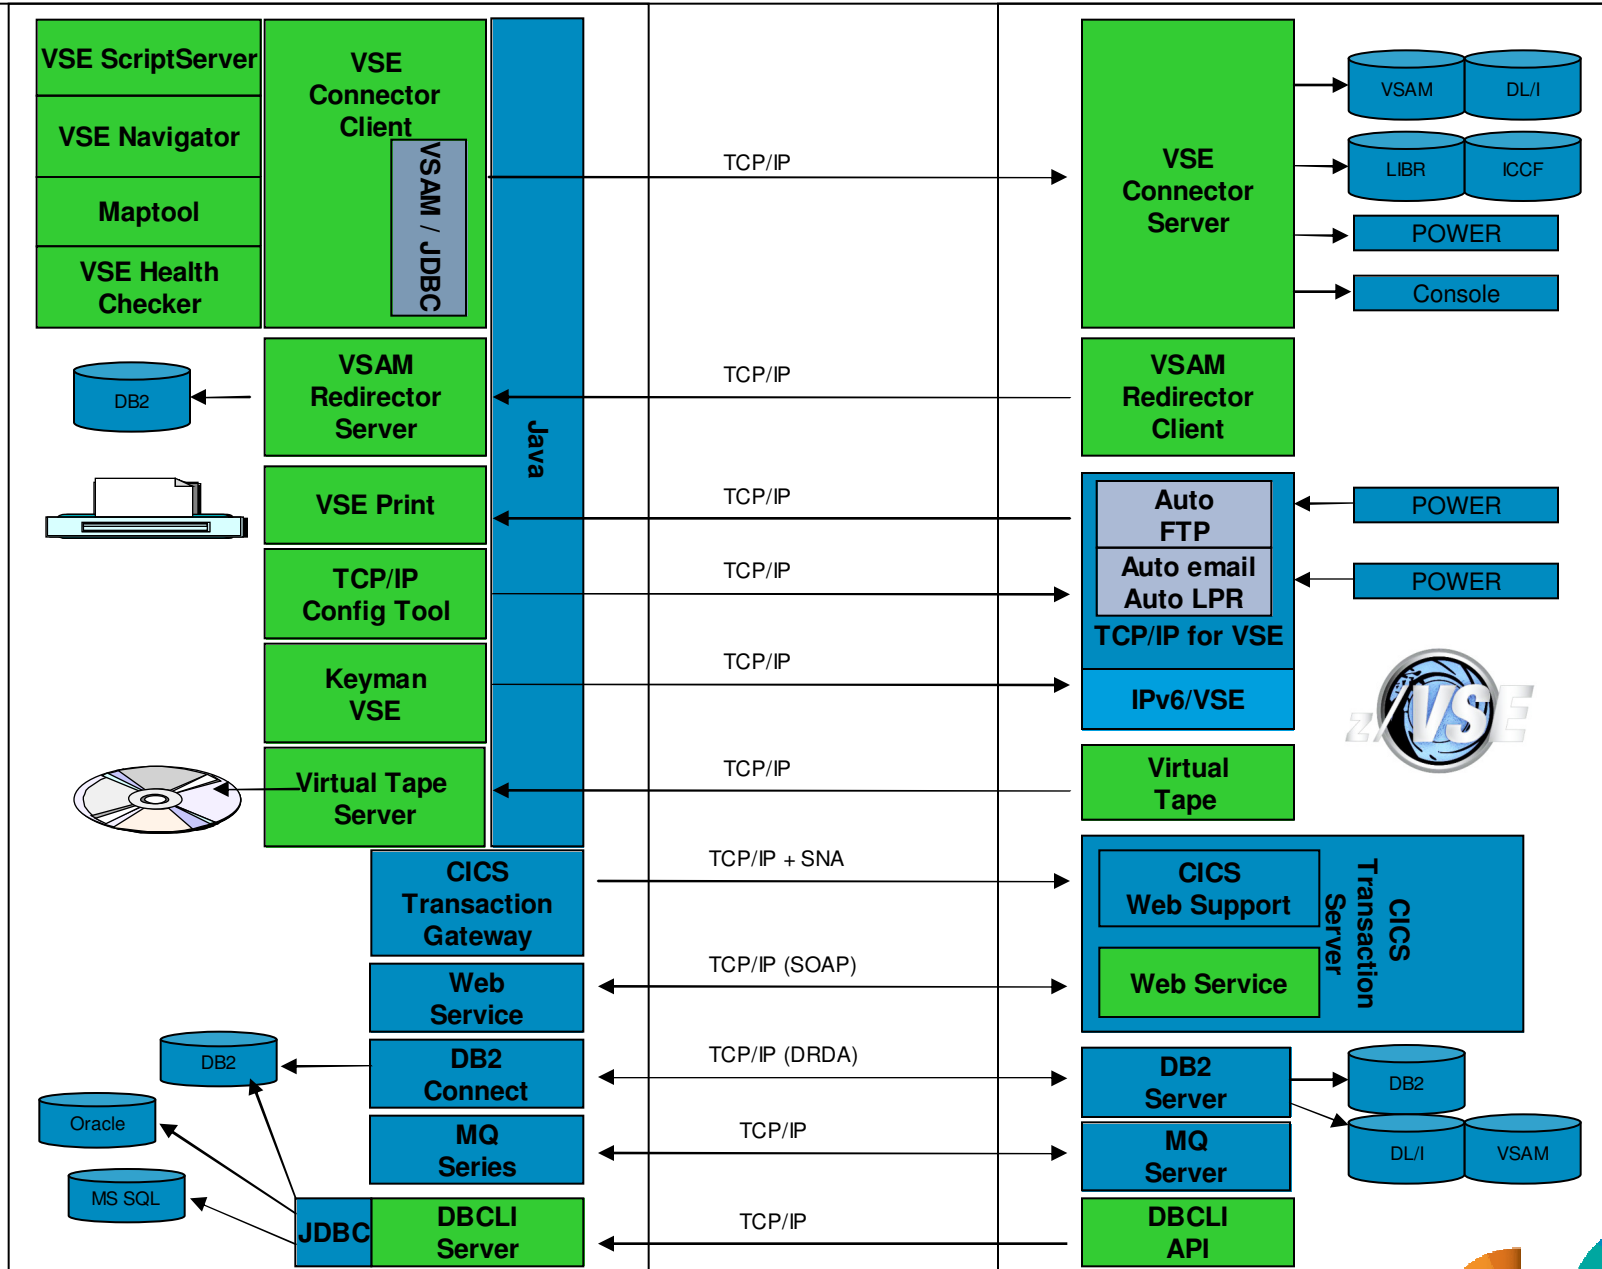 VSE ScriptServer
VSE Navigator
Maptool
VSE Health
Checker
VSE
Connector
Client
VSAM / JDBC
Java
TCP/IP
VSE
Connector
Server
VSAM
DL/I
LIBR
ICCF
POWER
Console
DB2
VSAM
Redirector
Server
TCP/IP
VSAM
Redirector
Client
VSE Print
TCP/IP
Auto
FTP
POWER
TCP/IP
Config Tool
TCP/IP
Auto email
Auto LPR
POWER
TCP/IP for VSE
Keyman
VSE
TCP/IP
IPv6/VSE
z/VSE
Virtual Tape
Server
TCP/IP
Virtual
Tape
CICS
Transaction
Gateway
TCP/IP + SNA
CICS
Web Support
CICS
Transaction
Server
Web
Service
TCP/IP (SOAP)
Web Service
DB2
DB2
Connect
TCP/IP (DRDA)
DB2
Server
DB2
Oracle
MQ
Series
TCP/IP
MQ
Server
DL/I
VSAM
MS SQL
JDBC
DBCLI
Server
TCP/IP
DBCLI
API